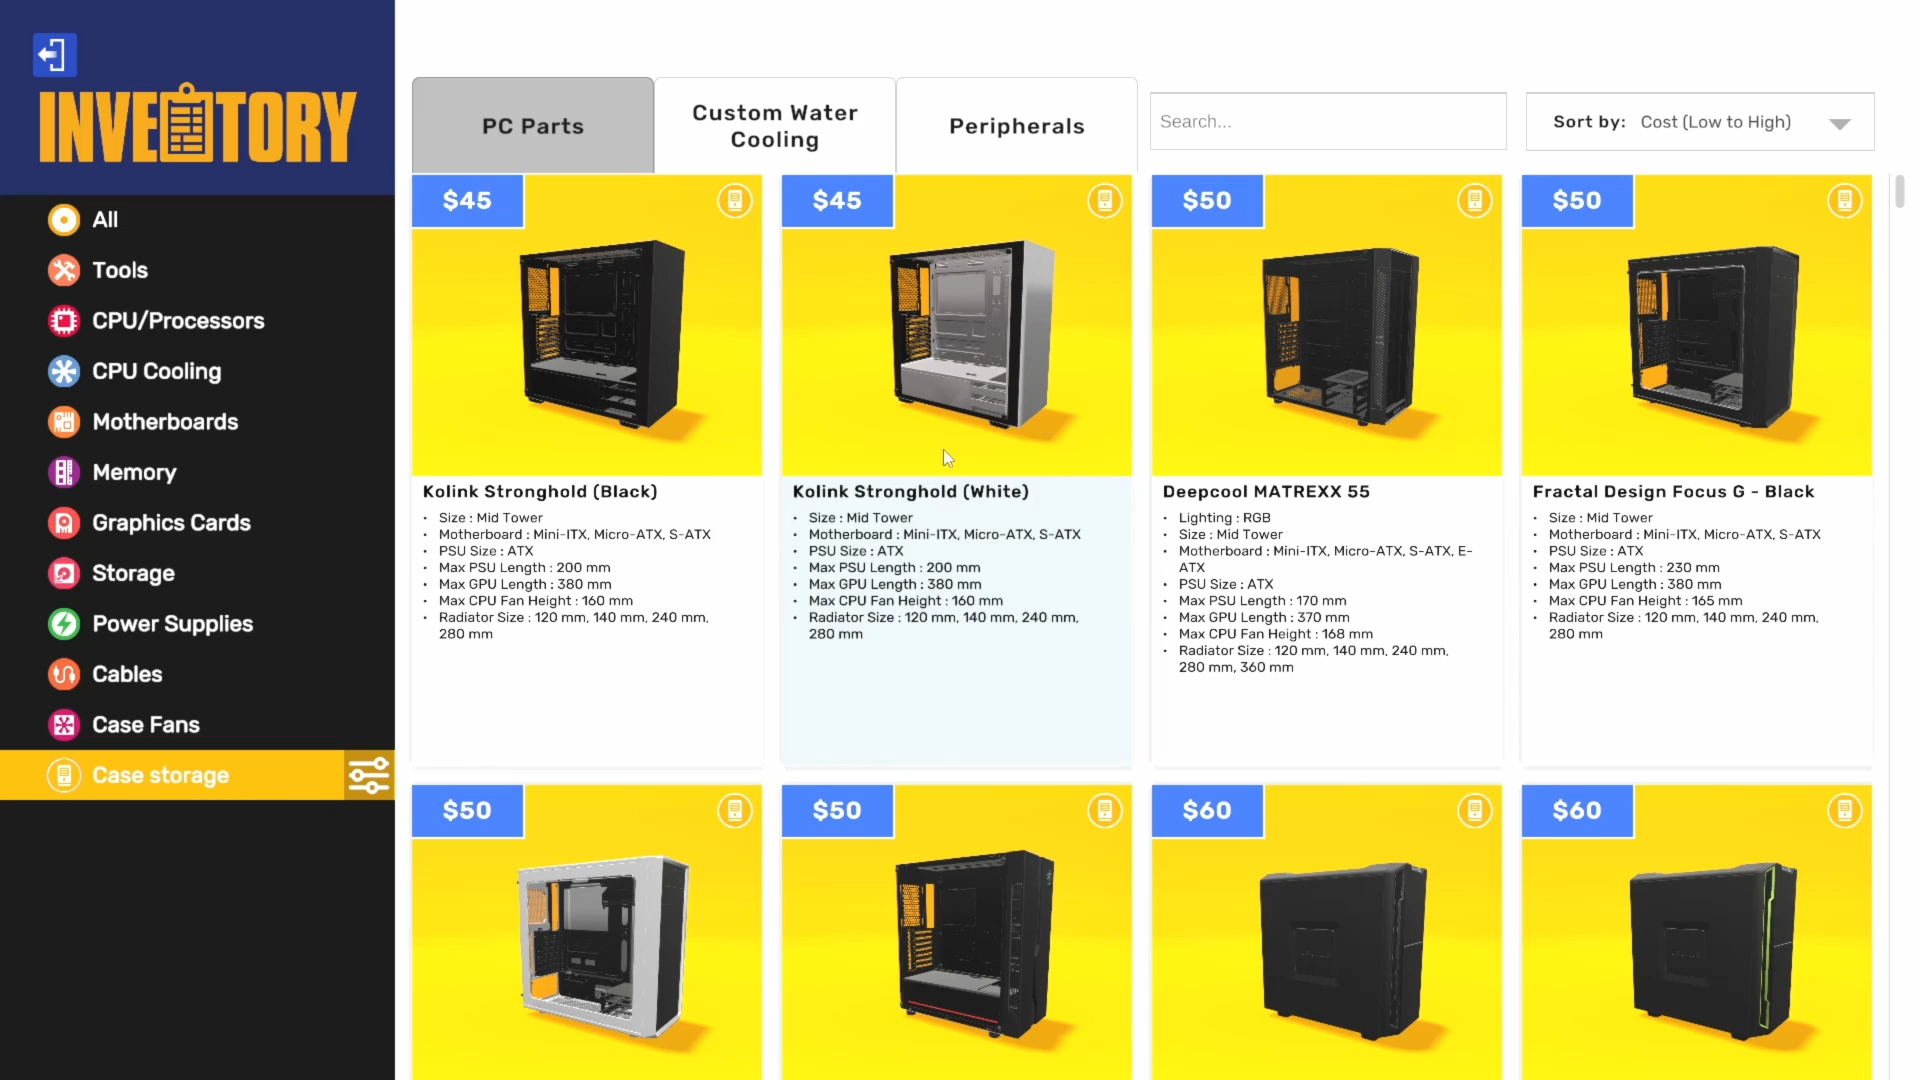 INVENTORY
All
Tools
CPU/Processors
CPU Cooling
Motherboards
Memory
Graphics Cards
Storage
Power Supplies
Cables
Case Fans
Case storage
PC Parts
Custom Water
Cooling
Peripherals
Search...
Sort by: Cost (Low to High)
$45
Kolink Stronghold (Black)
• Size : Mid Tower
• Motherboard : Mini-ITX, Micro-ATX, S-ATX
• PSU Size : ATX
• Max PSU Length : 200 mm
• Max GPU Length : 380 mm
• Max CPU Fan Height : 160 mm
• Radiator Size : 120 mm, 140 mm, 240 mm,
280 mm
$45
Kolink Stronghold (White)
• Size : Mid Tower
• Motherboard : Mini-ITX, Micro-ATX, S-ATX
• PSU Size : ATX
• Max PSU Length : 200 mm
• Max GPU Length : 380 mm
• Max CPU Fan Height : 160 mm
• Radiator Size : 120 mm, 140 mm, 240 mm,
280 mm
$50
Deepcool MATREXX 55
• Lighting : RGB
• Size : Mid Tower
• Motherboard : Mini-ITX, Micro-ATX, S-ATX, E-
ATX
• PSU Size : ATX
• Max PSU Length : 170 mm
• Max GPU Length : 370 mm
• Max CPU Fan Height : 168 mm
• Radiator Size : 120 mm, 140 mm, 240 mm,
280 mm, 360 mm
$50
Fractal Design Focus G - Black
• Size : Mid Tower
• Motherboard : Mini-ITX, Micro-ATX, S-ATX
• PSU Size : ATX
• Max PSU Length : 230 mm
• Max GPU Length : 380 mm
• Max CPU Fan Height : 165 mm
• Radiator Size : 120 mm, 140 mm, 240 mm,
280 mm
$50
$50
$60
$60